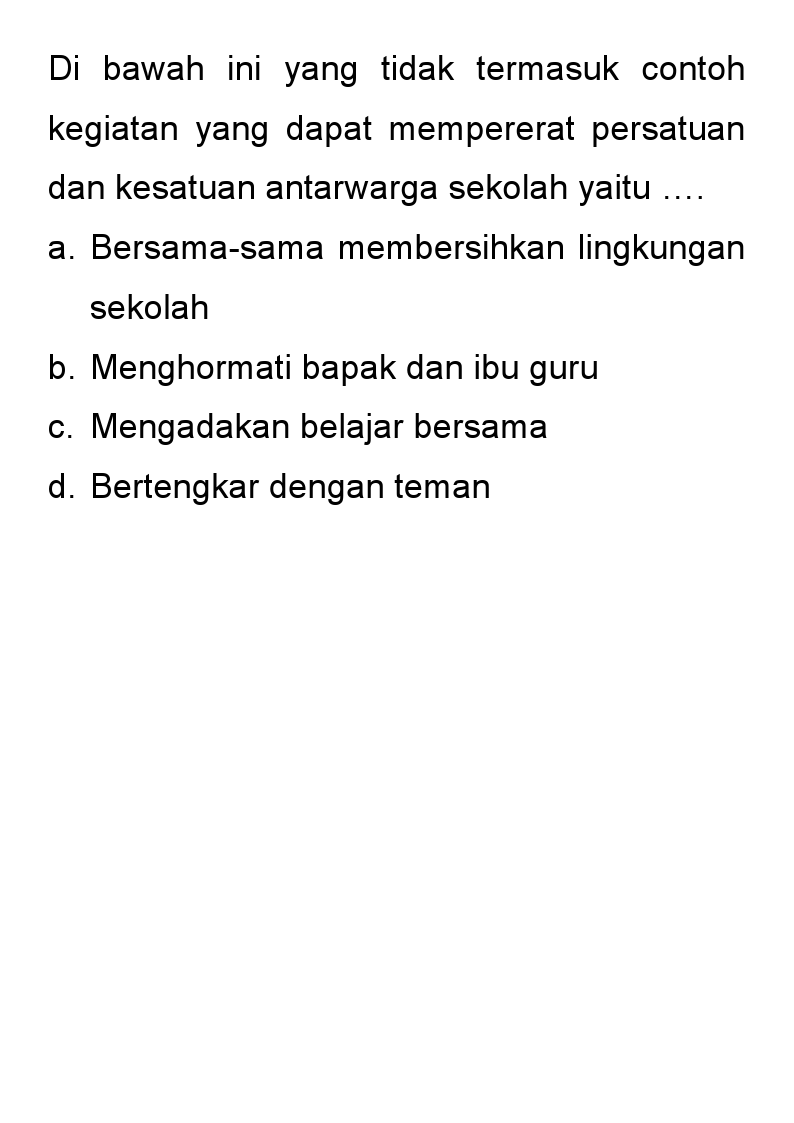 Di bawah ini yang tidak termasuk contoh
kegiatan yang dapat mempererat persatuan
dan kesatuan antarwarga sekolah yaitu ....
a. Bersama-sama membersihkan lingkungan
sekolah
b. Menghormati bapak dan ibu guru
c. Mengadakan belajar bersama
d. Bertengkar dengan teman